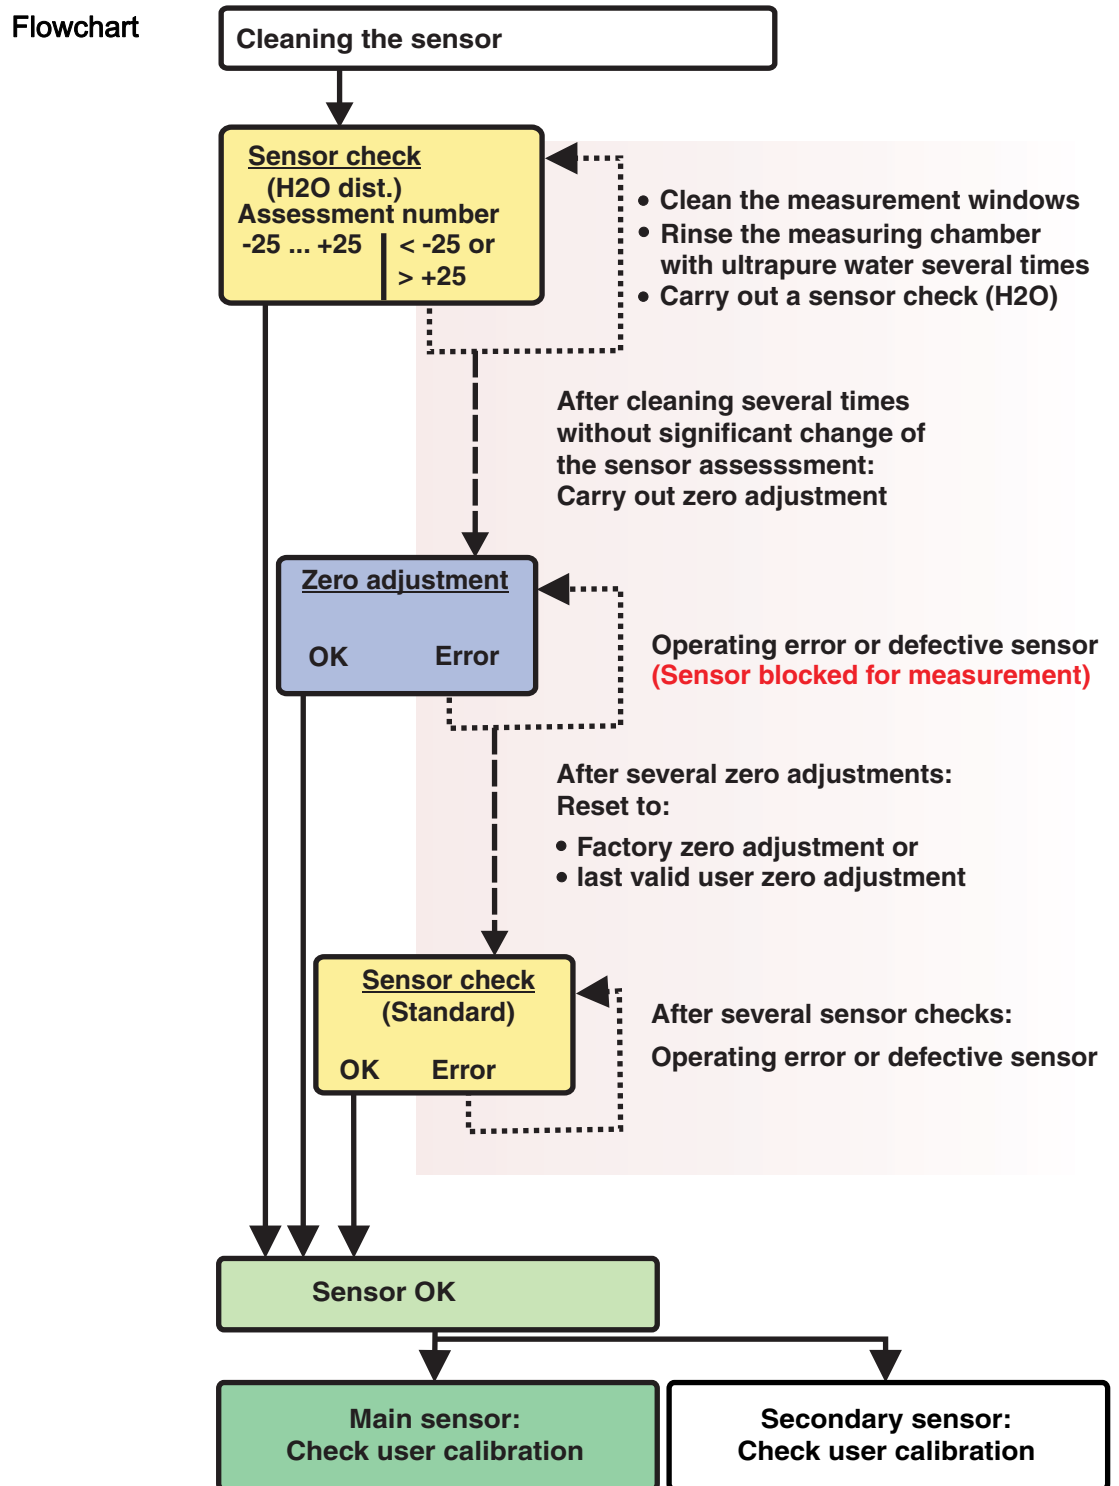 Flowchart
Cleaning the sensor
Sensor check
(H2O dist.)
Assessment number
-25 ... +25
< -25 or
> +25
• Clean the measurement windows
• Rinse the measuring chamber
with ultrapure water several times
• Carry out a sensor check (H2O)
After cleaning several times
without significant change of
the sensor assesssment:
Carry out zero adjustment
Zero adjustment
OK Error
Operating error or defective sensor
(Sensor blocked for measurement)
After several zero adjustments:
Reset to:
• Factory zero adjustment or
• last valid user zero adjustment
Sensor check
(Standard)
OK Error
After several sensor checks:
Operating error or defective sensor
Sensor OK
Main sensor:
Check user calibration
Secondary sensor:
Check user calibration